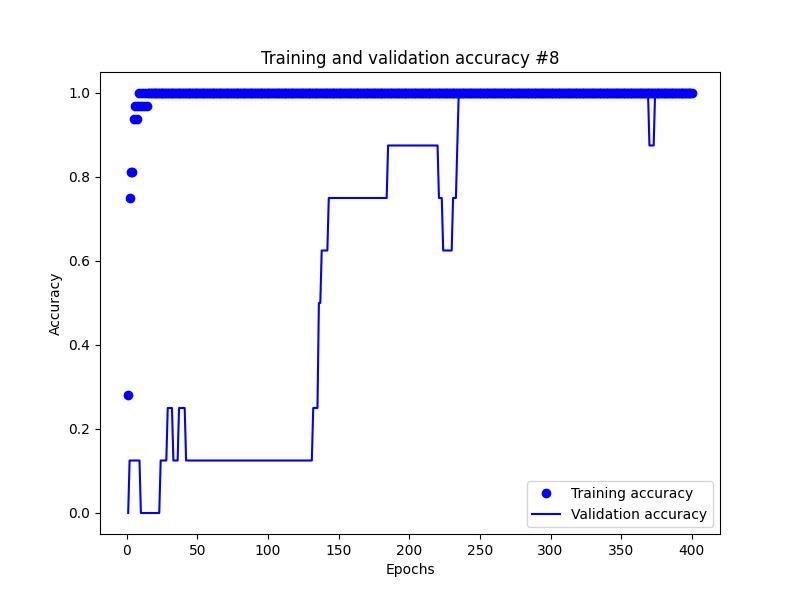 Training and validation accuracy #8
1.0
0.8
0.6
0.4
0.2
0.0
Accuracy
0 50 100 150 200 250 300 350 400
Epochs
Training accuracy
Validation accuracy